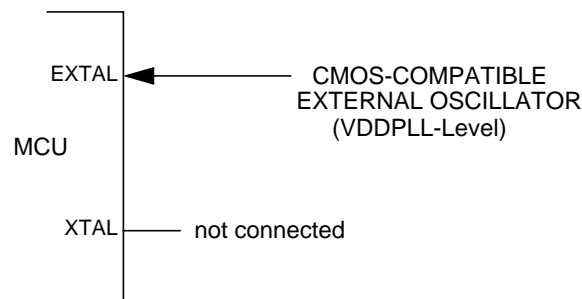 EXTAL
CMOS-COMPATIBLE
EXTERNAL OSCILLATOR
(VDDPLL-Level)
MCU
XTAL
not connected